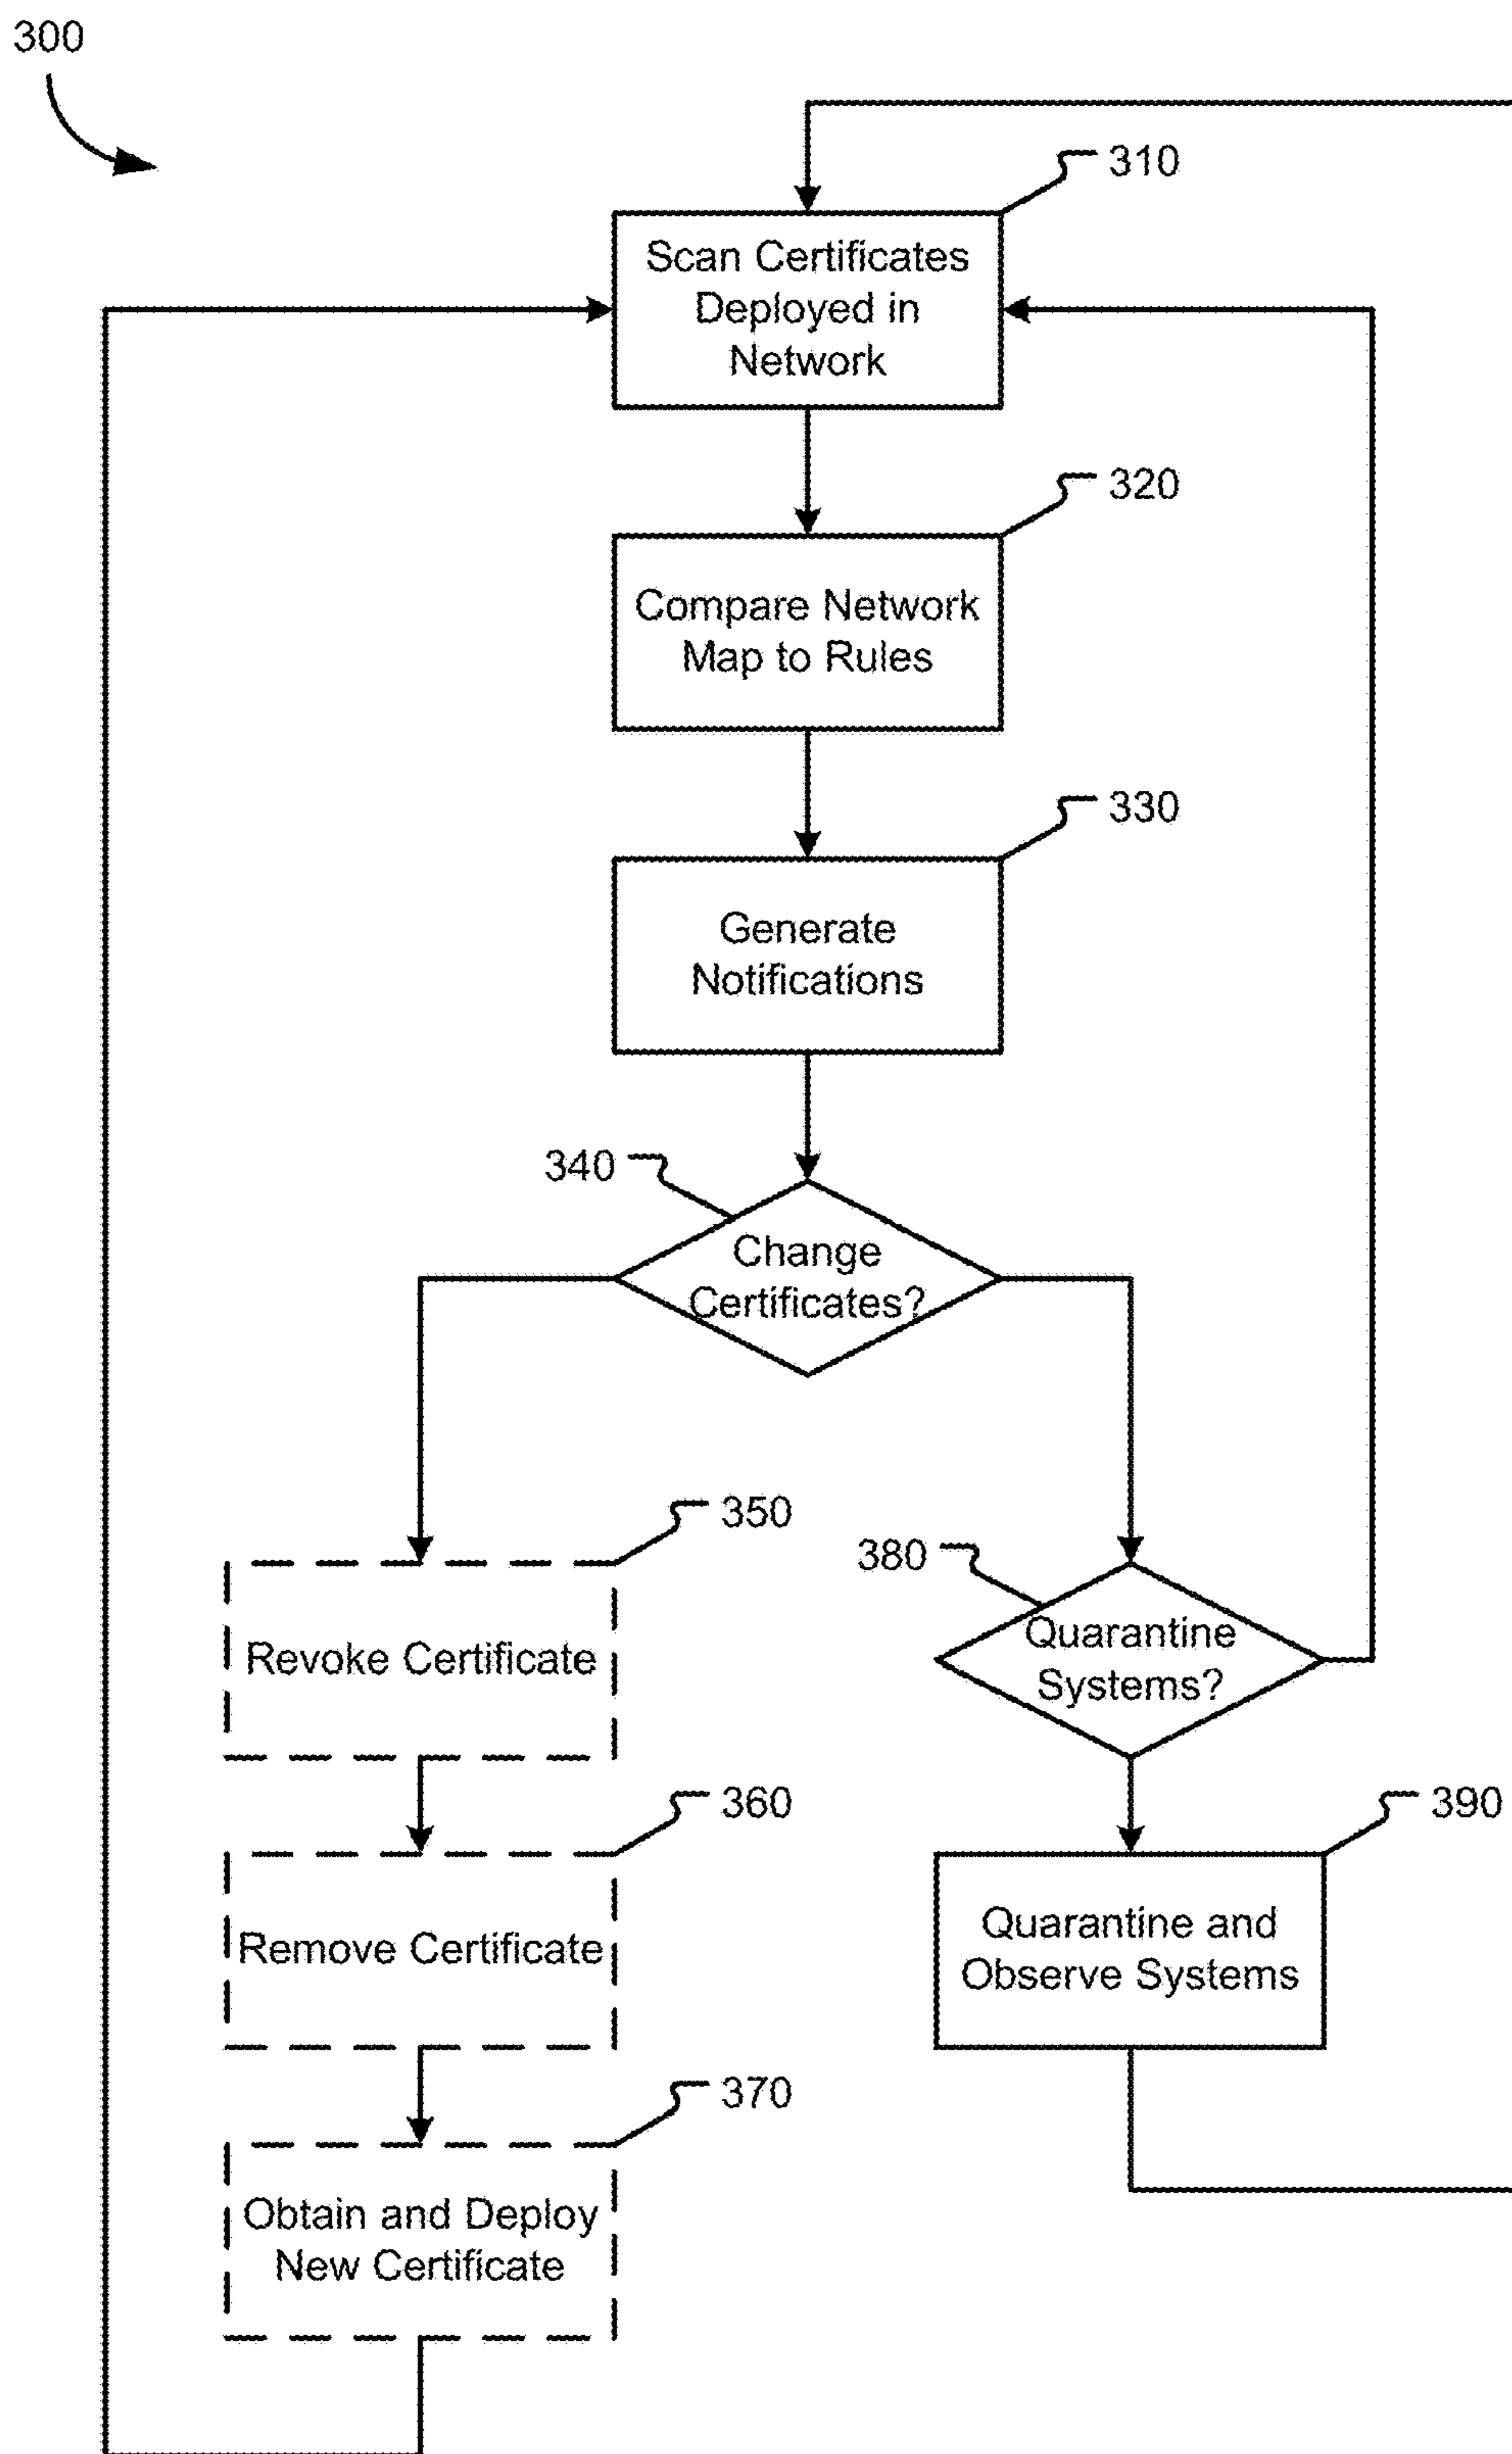 300
310
Scan Certificates
Deployed in
Network
320
Compare Network
Map to Rules
330
Generate
Notifications
340
Change
Certificates?
350
Revoke Certificate
380
Quarantine
Systems?
360
Remove Certificate
390
Quarantine and
Observe Systems
370
Obtain and Deploy
New Certificate